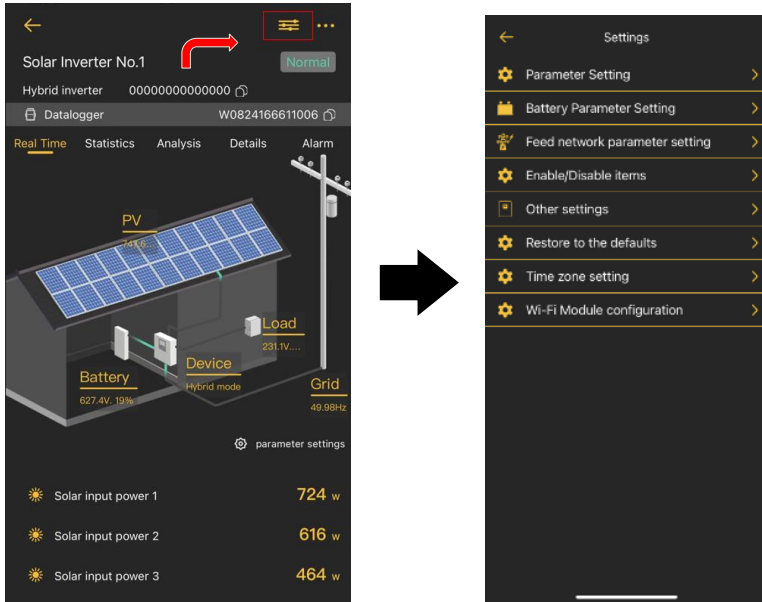 Solar Inverter No.1
Normal
Hybrid inverter 00000000000000
Datalogger W0824166611006
Real Time Statistics Analysis Details Alarm
PV
Load
231.1V....
Device
Hybrid mode
Battery
627.4V. 19%
Grid
49.98Hz
parameter settings
Solar input power 1 724 w
Solar input power 2 616 w
Solar input power 3 464 w
Settings
Parameter Setting
Battery Parameter Setting
Feed network parameter setting
Enable/Disable items
Other settings
Restore to the defaults
Time zone setting
Wi-Fi Module configuration